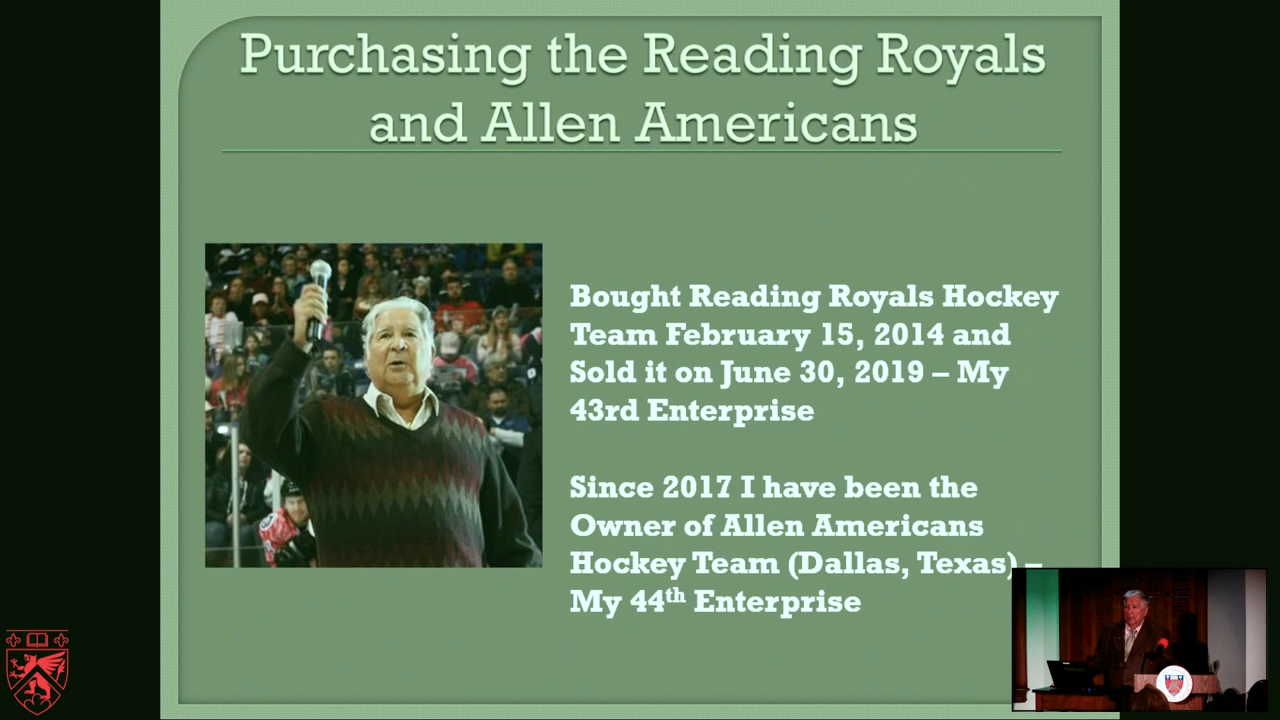 Purchasing the Reading Royals
and Allen Americans
Bought Reading Royals Hockey
Team February 15, 2014 and
Sold it on June 30, 2019 – My
43rd Enterprise
Since 2017 I have been the
Owner of Allen Americans
Hockey Team (Dallas, Texas) –
My 44th Enterprise